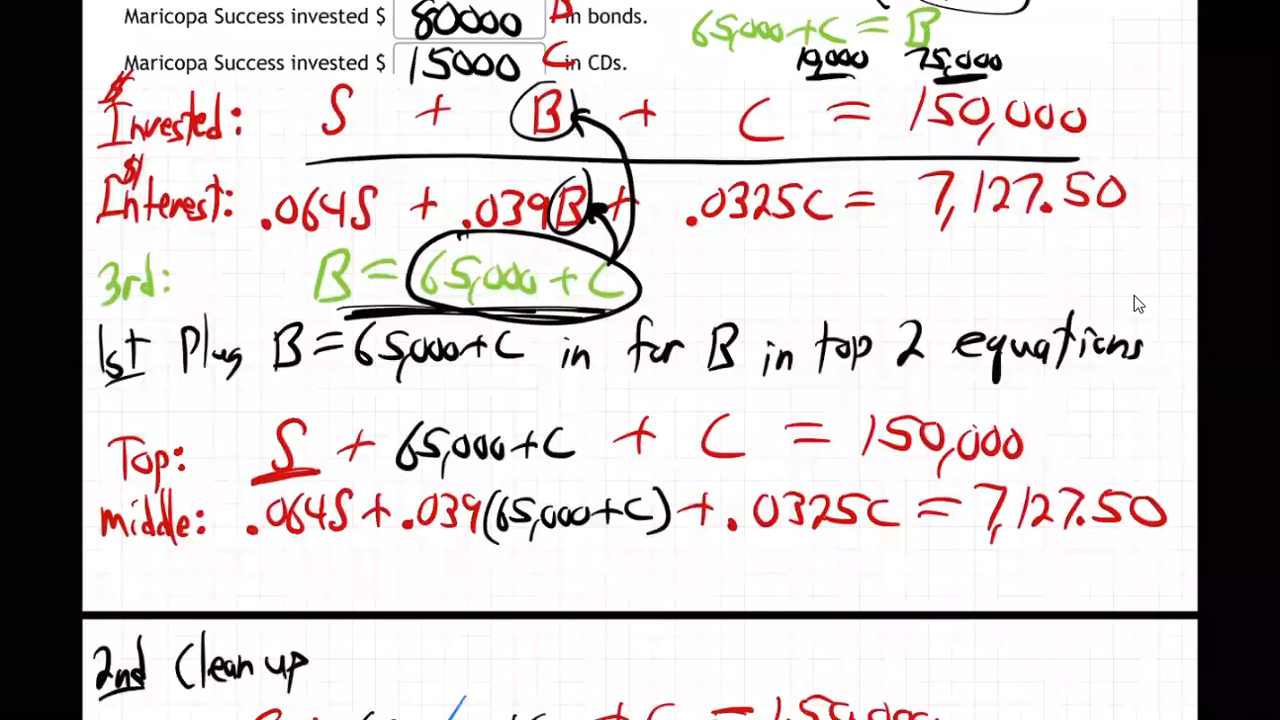 Maricopa Success invested $ 80000 B in bonds.
65,000+C = B
Maricopa Success invested $ 15000 C in CDs.
10,000 75,000
$
Invested: S + B + C = 150,000
$
Interest: .064S + .039B + .0325C = 7,127.50
3rd: B = 65,000 + C
1st Plug B = 65,000+C in for B in top 2 equations
Top: S + 65,000+C + C = 150,000
middle: .064S + .039(65,000+C) + .0325C = 7,127.50
2nd Clean up